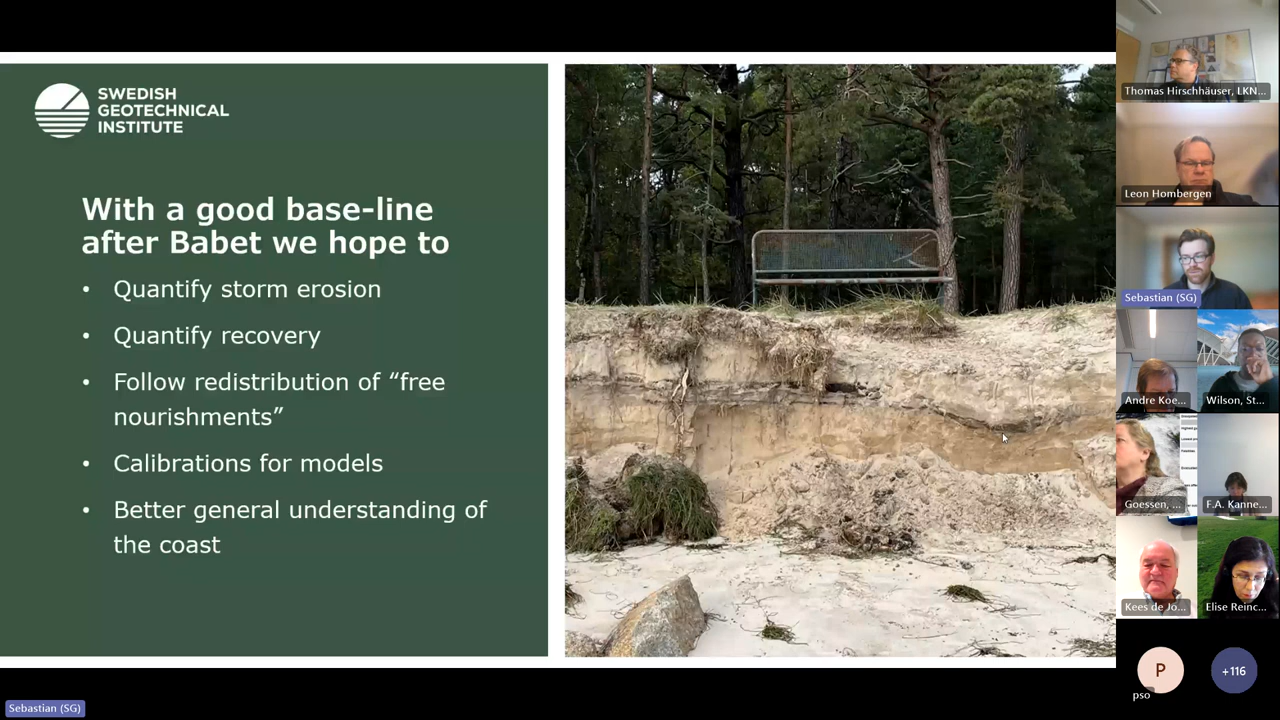 SWEDISH
GEOTECHNICAL
INSTITUTE
With a good base-line
after Babet we hope to
• Quantify storm erosion
• Quantify recovery
• Follow redistribution of “free
nourishments”
• Calibrations for models
• Better general understanding of
the coast
Sebastian (SG)
Thomas Hirschhäuser, LKN...
Leon Hombergen
Sebastian (SG)
Andre Koe...
Wilson, St...
Goessen, ...
F.A. Kanne...
Kees de Jo...
Elise Reinc...
P
pso
+116